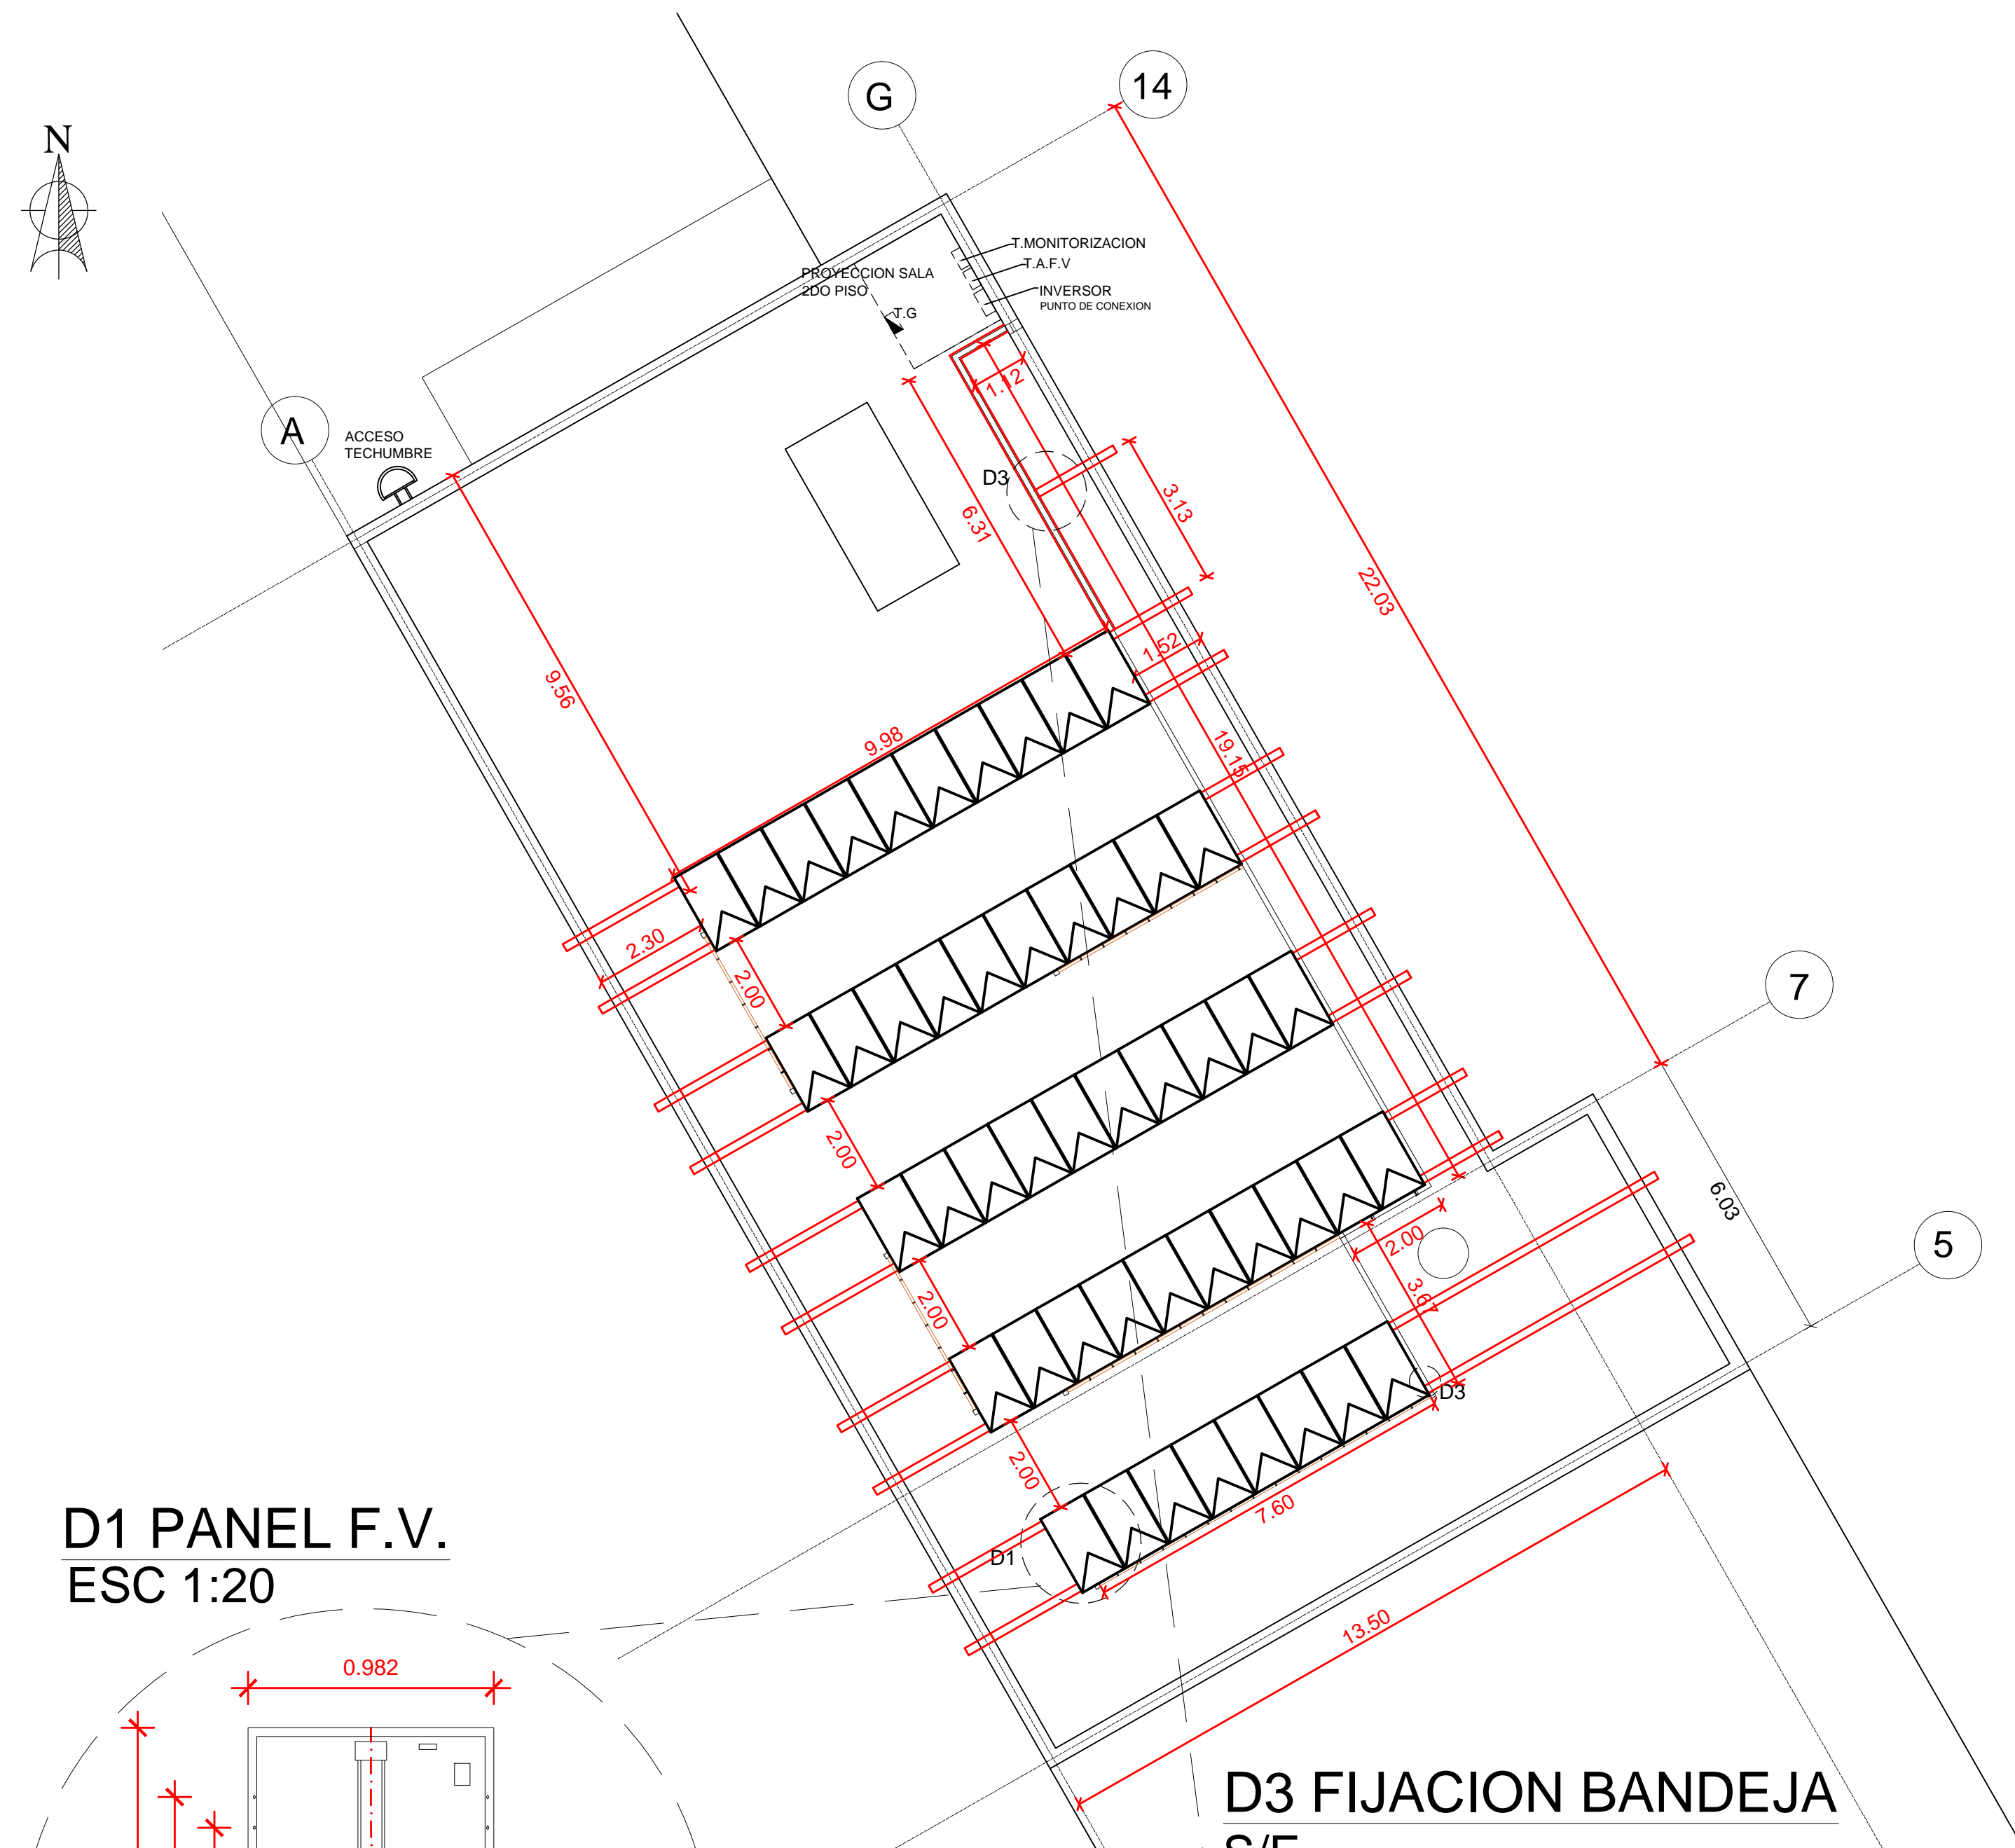 G
14
N
T.MONITORIZACION
PROYECCION SALA
2DO PISO
T.A.F.V
INVERSOR
PUNTO DE CONEXION
T.G
1.12
A
ACCESO
TECHUMBRE
D3
3.13
6.31
22.03
1.52
9.56
9.98
19.15
2.30
2.00
7
2.00
6.03
2.00
5
2.00
3.67
D3
2.00
7.60
D1
D1 PANEL F.V.
ESC 1:20
13.50
0.982
D3 FIJACION BANDEJA